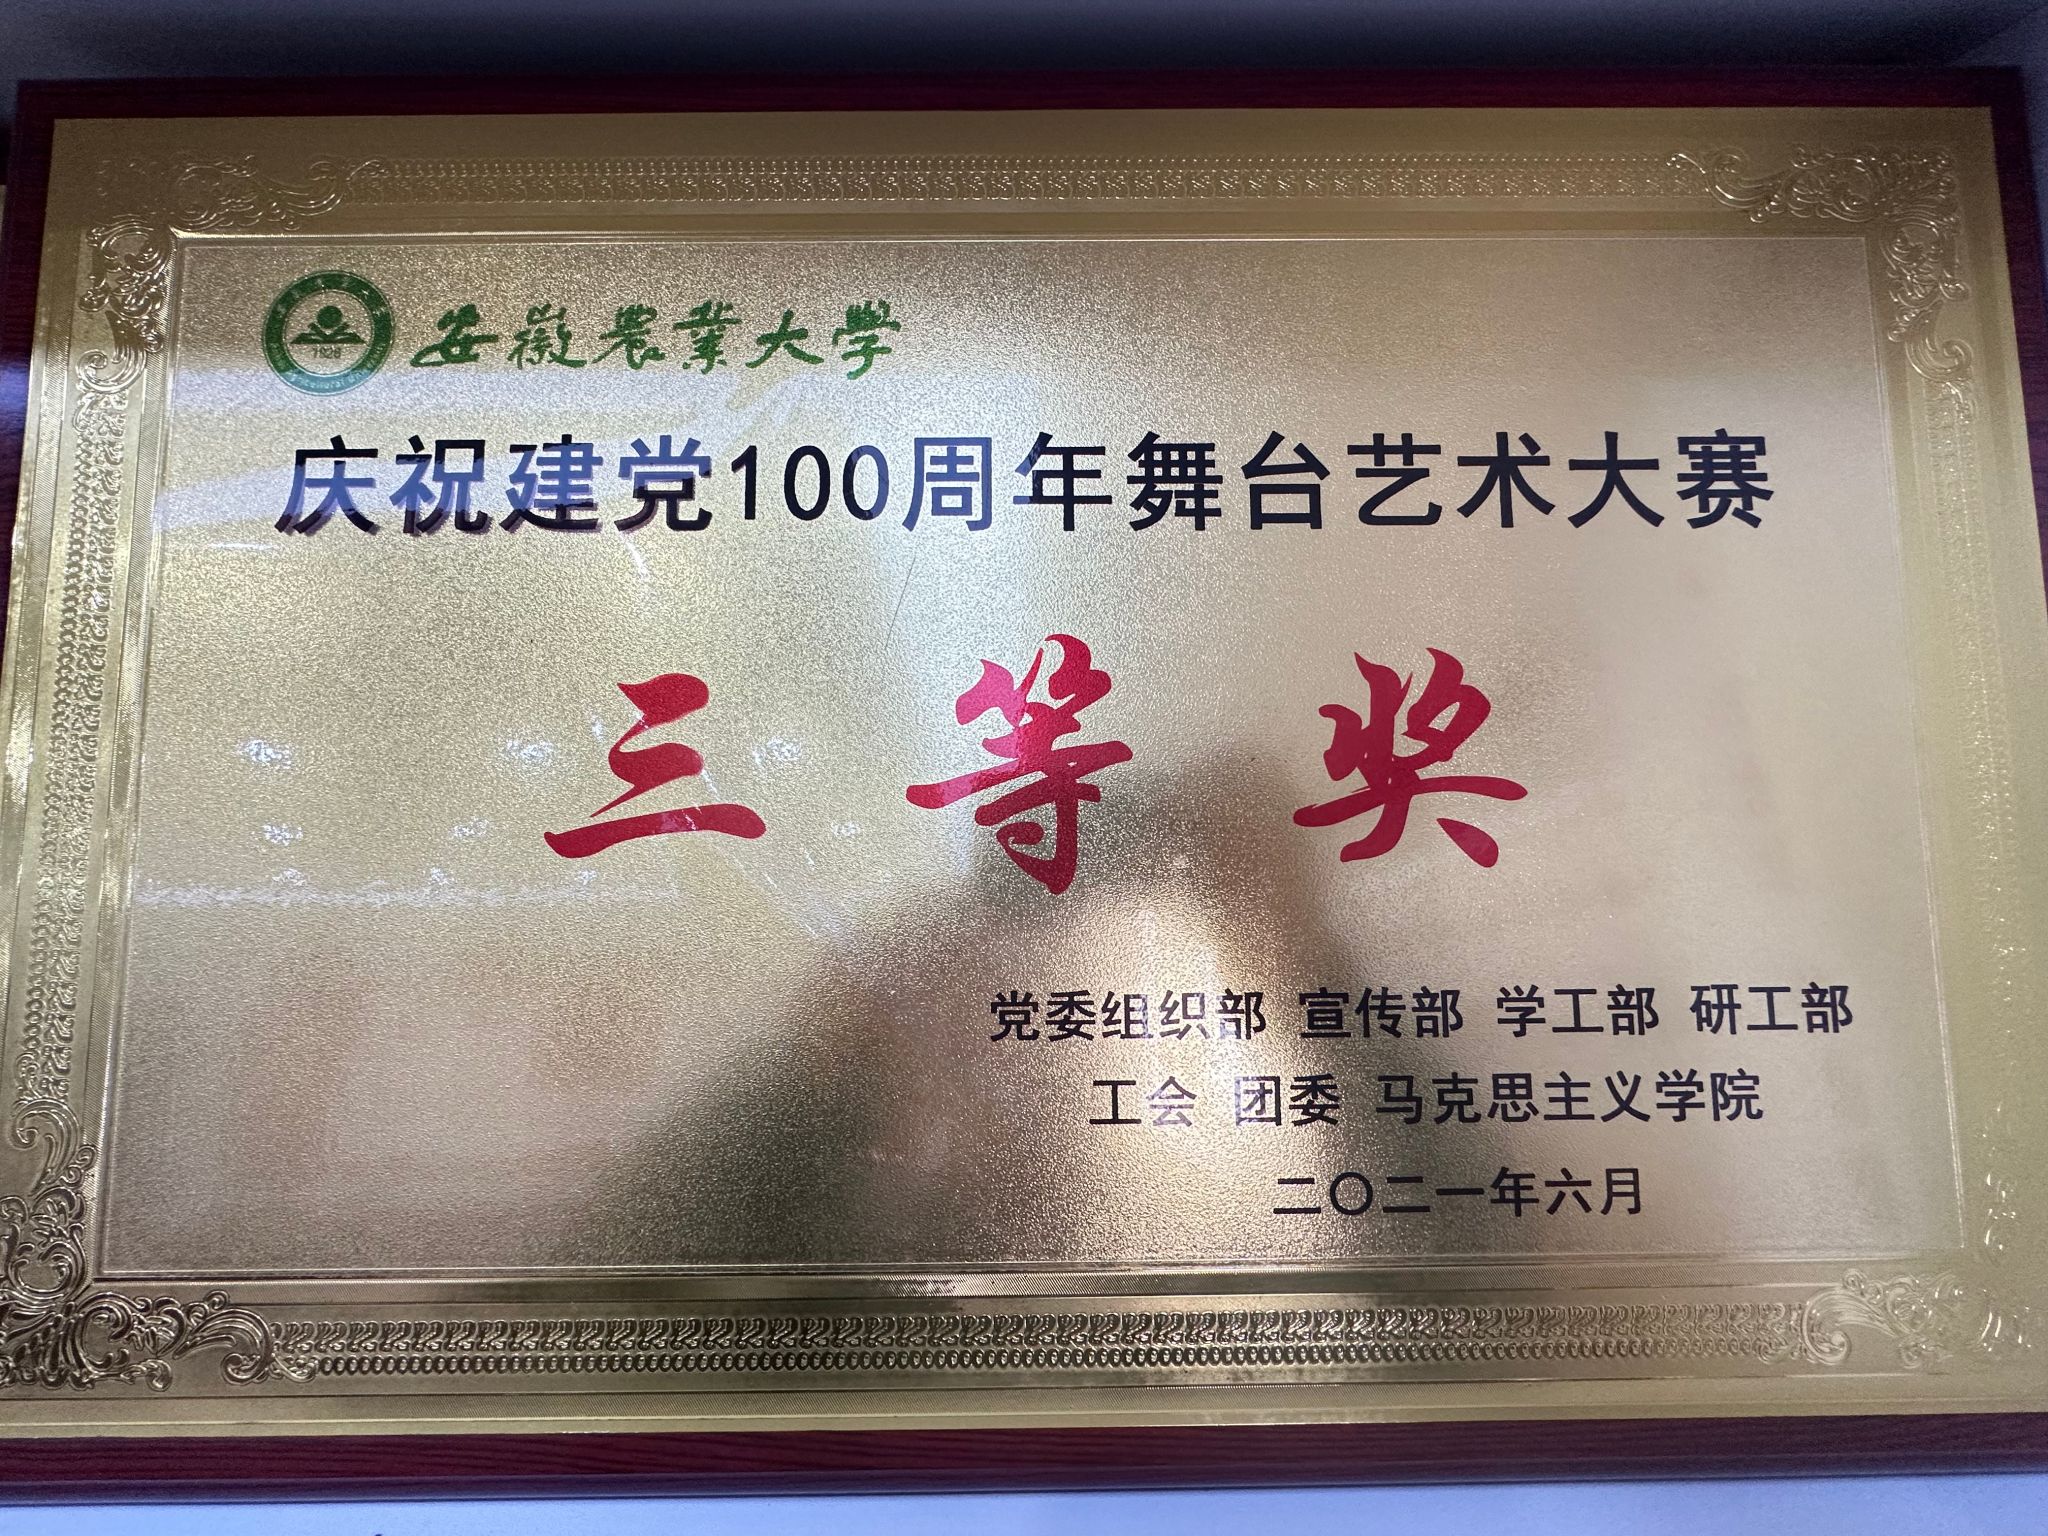 安徽农业大学
1928
庆祝建党100周年舞台艺术大赛
三等奖
党委组织部 宣传部 学工部 研工部
工会 团委 马克思主义学院
二〇二一年六月